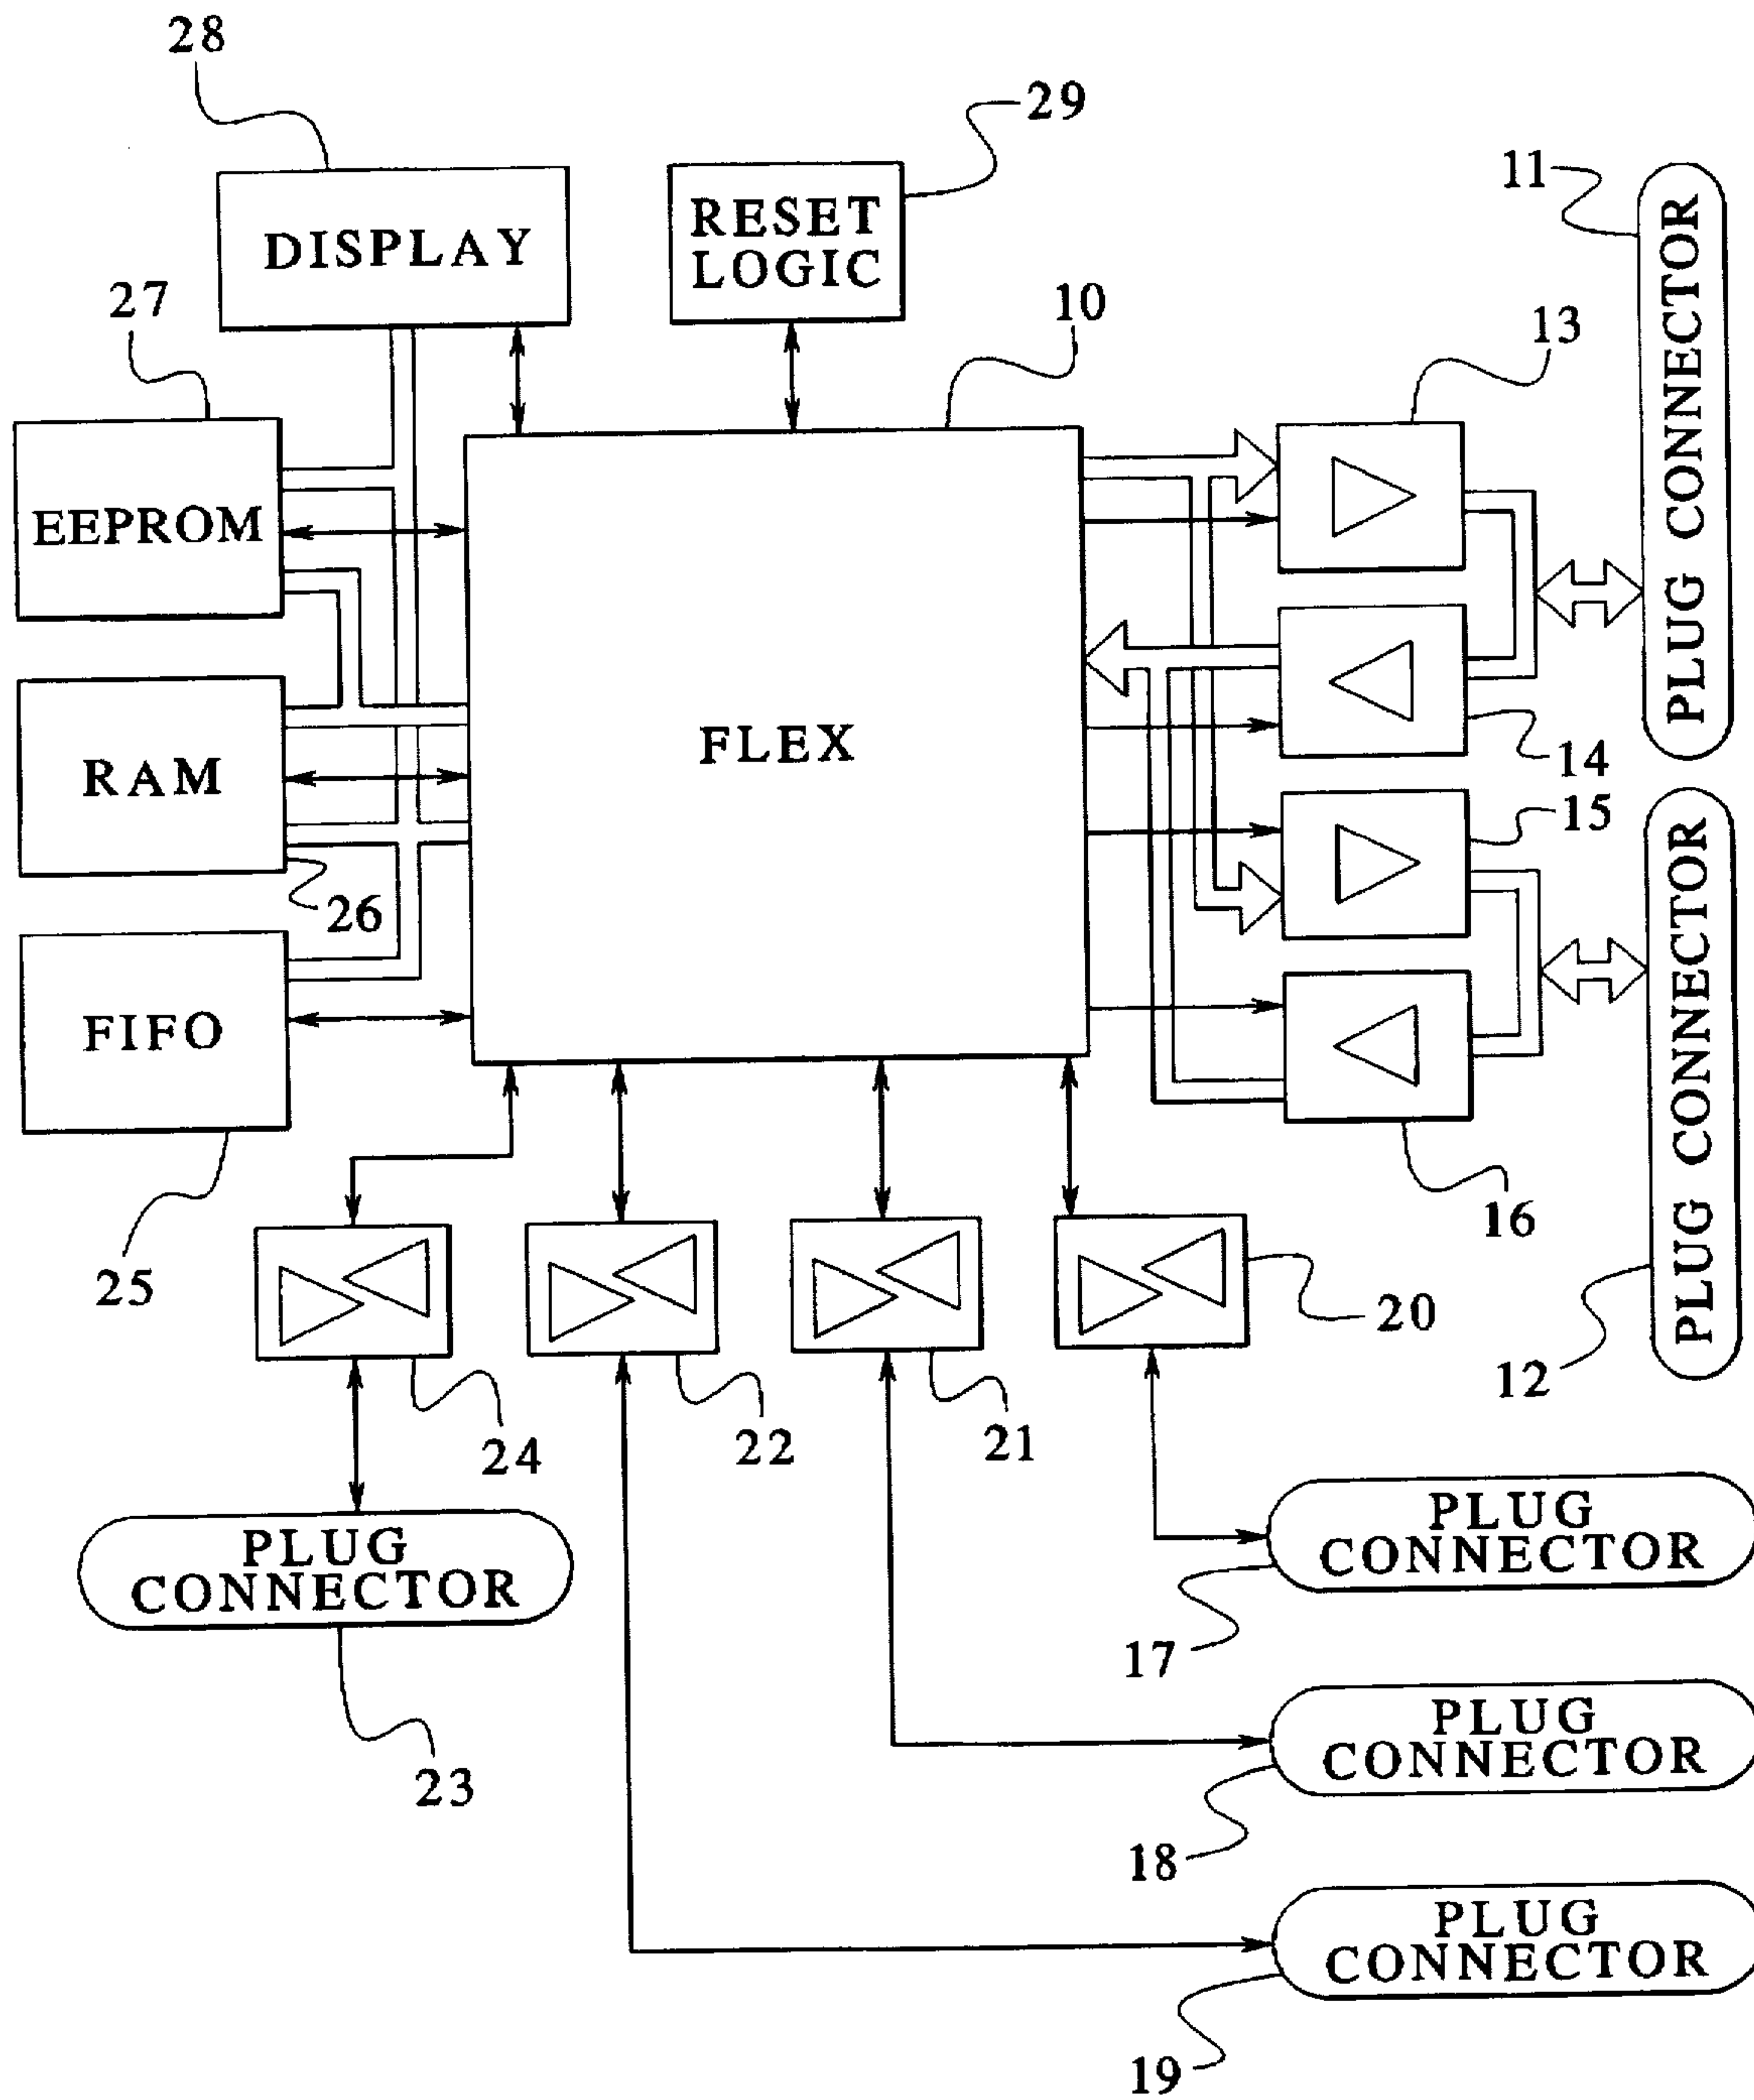 28
29
11
DISPLAY
RESET
LOGIC
PLUG CONNECTOR
27
10
13
EEPROM
FLEX
14
RAM
15
26
PLUG CONNECTOR
FIFO
16
25
20
12
24
22
21
PLUG
CONNECTOR
PLUG
CONNECTOR
17
23
PLUG
CONNECTOR
18
PLUG
CONNECTOR
19